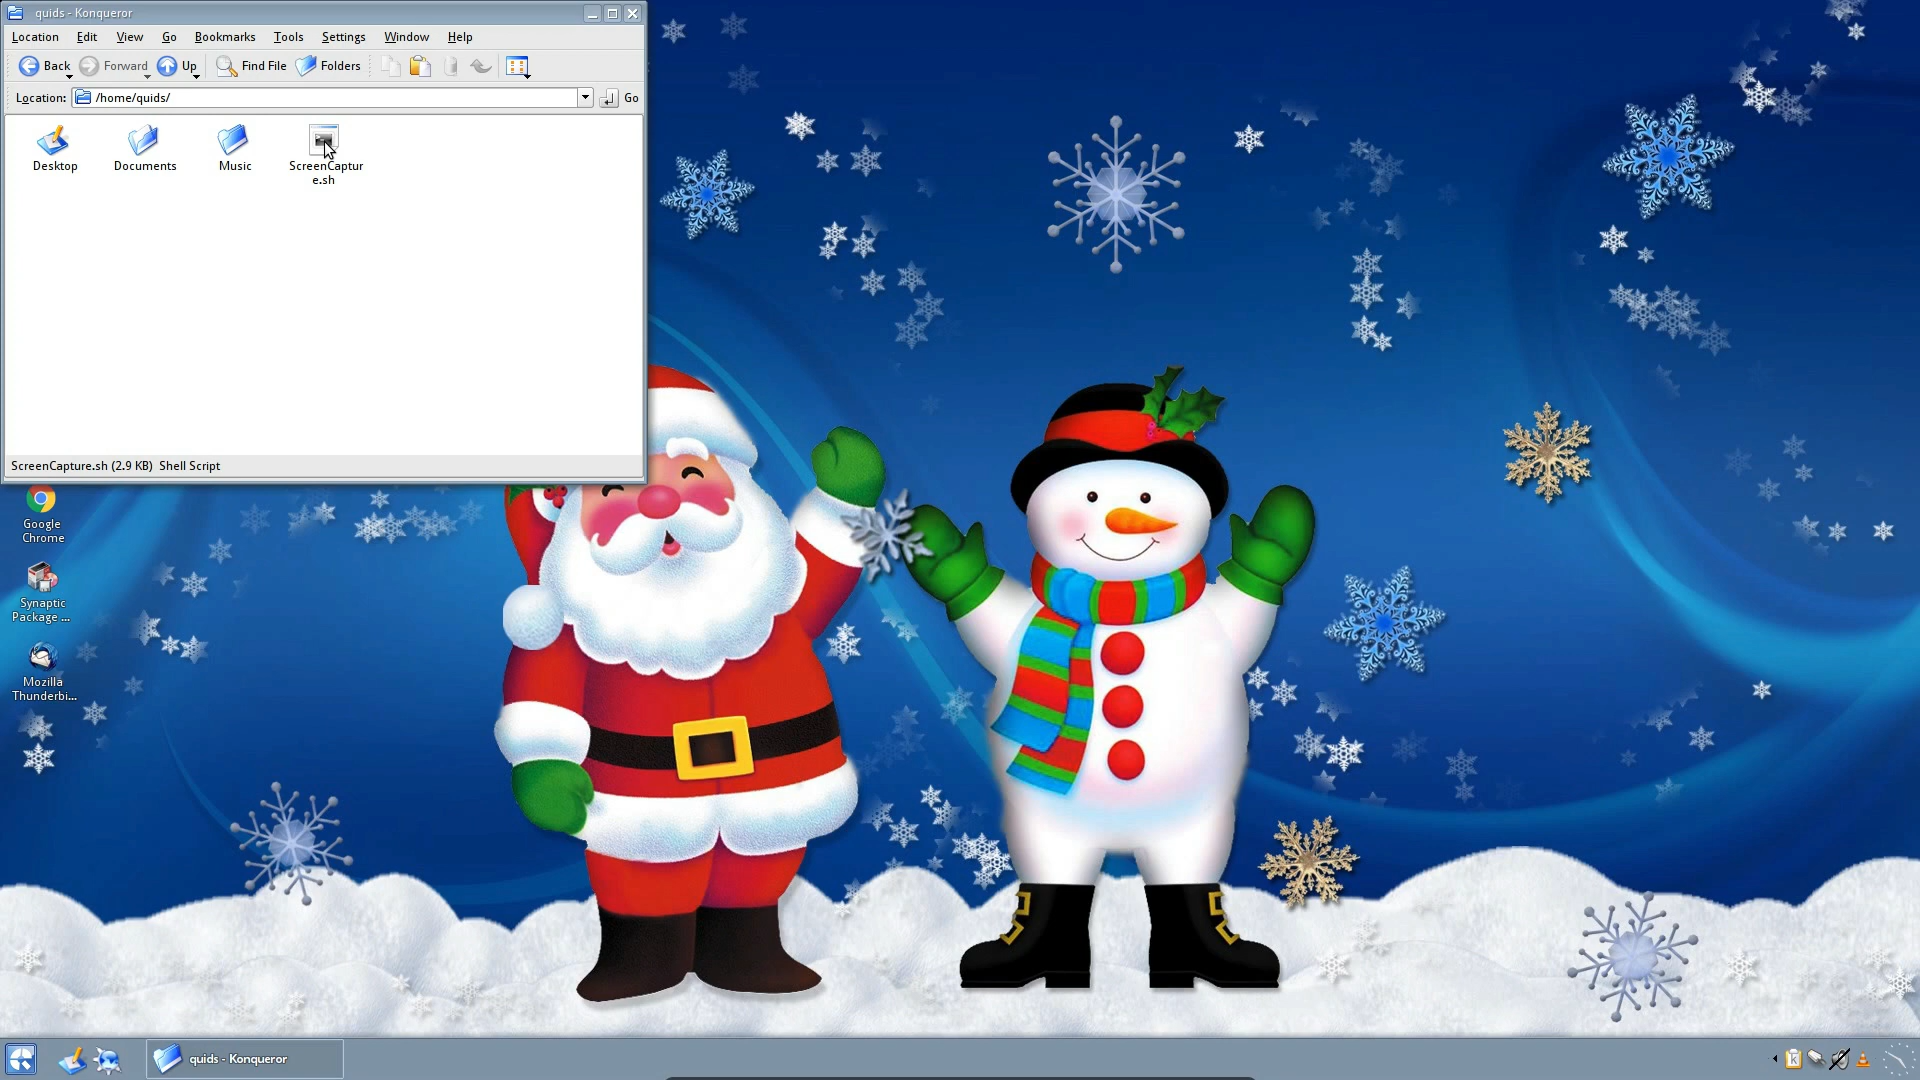 quids - Konqueror
Location Edit View Go Bookmarks Tools Settings Window Help
Back Forward Up Find File Folders
Location: /home/quids/ Go
Desktop Documents Music ScreenCaptur
e.sh
ScreenCapture.sh (2.9 KB) Shell Script
Google
Chrome
Synaptic
Package ...
Mozilla
Thunderbi...
quids - Konqueror